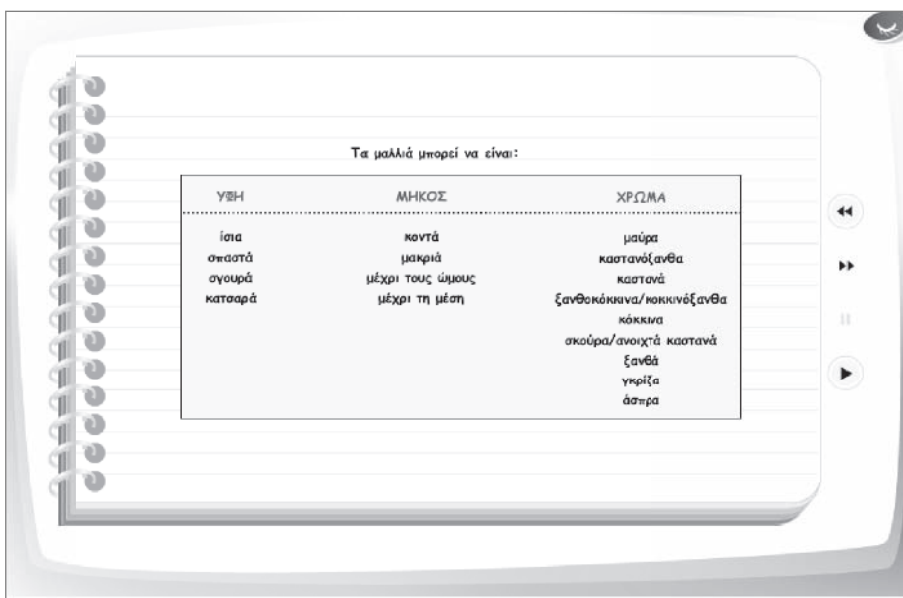 Τα μαλλιά μπορεί να είναι:
ΥΦΗ ΜΗΚΟΣ ΧΡΩΜΑ
ίσια κοντά μαύρα
σπαστά μακριά καστανόξανθα
σγουρά μέχρι τους ώμους καστανά
κατσαρά μέχρι τη μέση ξανθοκόκκινα/κοκκινόξανθα
κόκκινα
σκούρα/ανοιχτά καστανά
ξανθά
γκρίζα
άσπρα